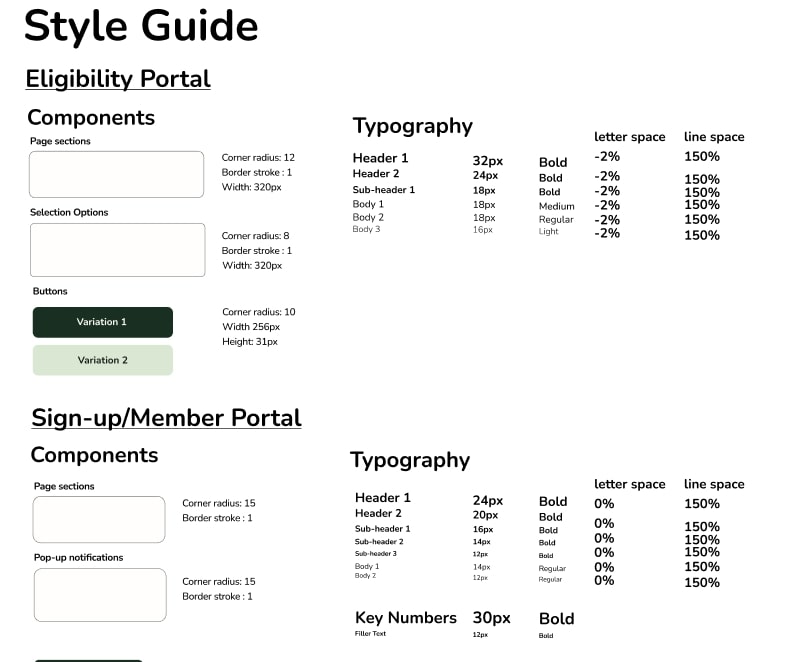 Style Guide
Eligibility Portal
Components
Page sections
Corner radius: 12
Border stroke : 1
Width: 320px
Selection Options
Corner radius: 8
Border stroke : 1
Width: 320px
Buttons
Variation 1
Variation 2
Corner radius: 10
Width 256px
Height: 31px
Typography
letter space line space
Header 1 32px Bold -2% 150%
Header 2 24px Bold -2% 150%
Sub-header 1 18px Bold -2% 150%
Body 1 18px Medium -2% 150%
Body 2 18px Regular -2% 150%
Body 3 16px Light -2% 150%
Sign-up/Member Portal
Components
Page sections
Corner radius: 15
Border stroke : 1
Pop-up notifications
Corner radius: 15
Border stroke : 1
Typography
letter space line space
Header 1 24px Bold 0% 150%
Header 2 20px Bold 0% 150%
Sub-header 1 16px Bold 0% 150%
Sub-header 2 14px Bold 0% 150%
Sub-header 3 12px Bold 0% 150%
Body 1 14px Regular 0% 150%
Body 2 12px Regular
Key Numbers 30px Bold
Filler Text 12px Bold